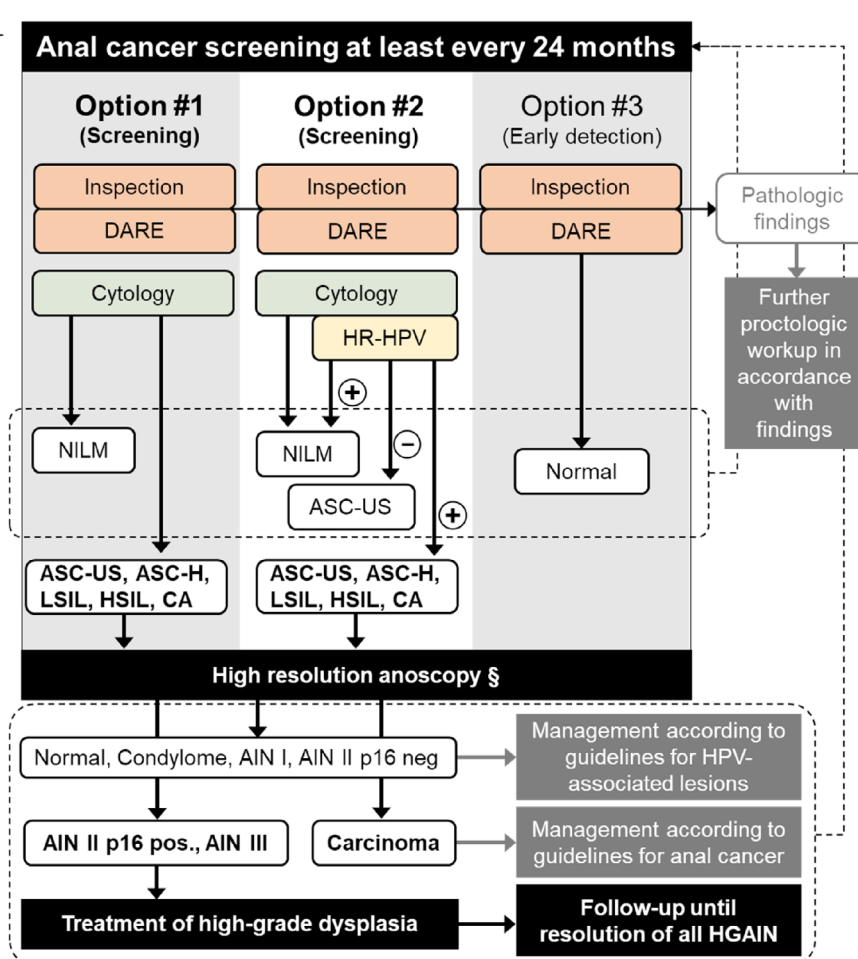 Anal cancer screening at least every 24 months
Option #1
(Screening)
Option #2
(Screening)
Option #3
(Early detection)
Inspection
DARE
Inspection
DARE
Inspection
DARE
Pathologic
findings
Cytology
Cytology
HR-HPV
Further
proctologic
workup in
accordance
with
findings
+
NILM
NILM
−
Normal
ASC-US
+
ASC-US, ASC-H,
LSIL, HSIL, CA
ASC-US, ASC-H,
LSIL, HSIL, CA
High resolution anoscopy §
Normal, Condylome, AIN I, AIN II p16 neg
Management according to
guidelines for HPV-
associated lesions
AIN II p16 pos., AIN III
Carcinoma
Management according to
guidelines for anal cancer
Treatment of high-grade dysplasia
Follow-up until
resolution of all HGAIN